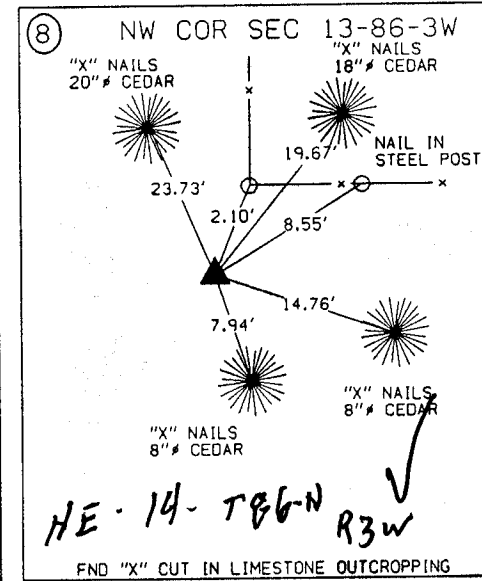 8 NW COR SEC 13-86-3W
"X" NAILS
20"ø CEDAR
"X" NAILS
18"ø CEDAR
NAIL IN
STEEL POST
19.67'
23.73'
2.10'
8.55'
14.76'
7.94'
"X" NAILS
8"ø CEDAR
"X" NAILS
8"ø CEDAR
NE - 14 - T86-N R3W
FND "X" CUT IN LIMESTONE OUTCROPPING